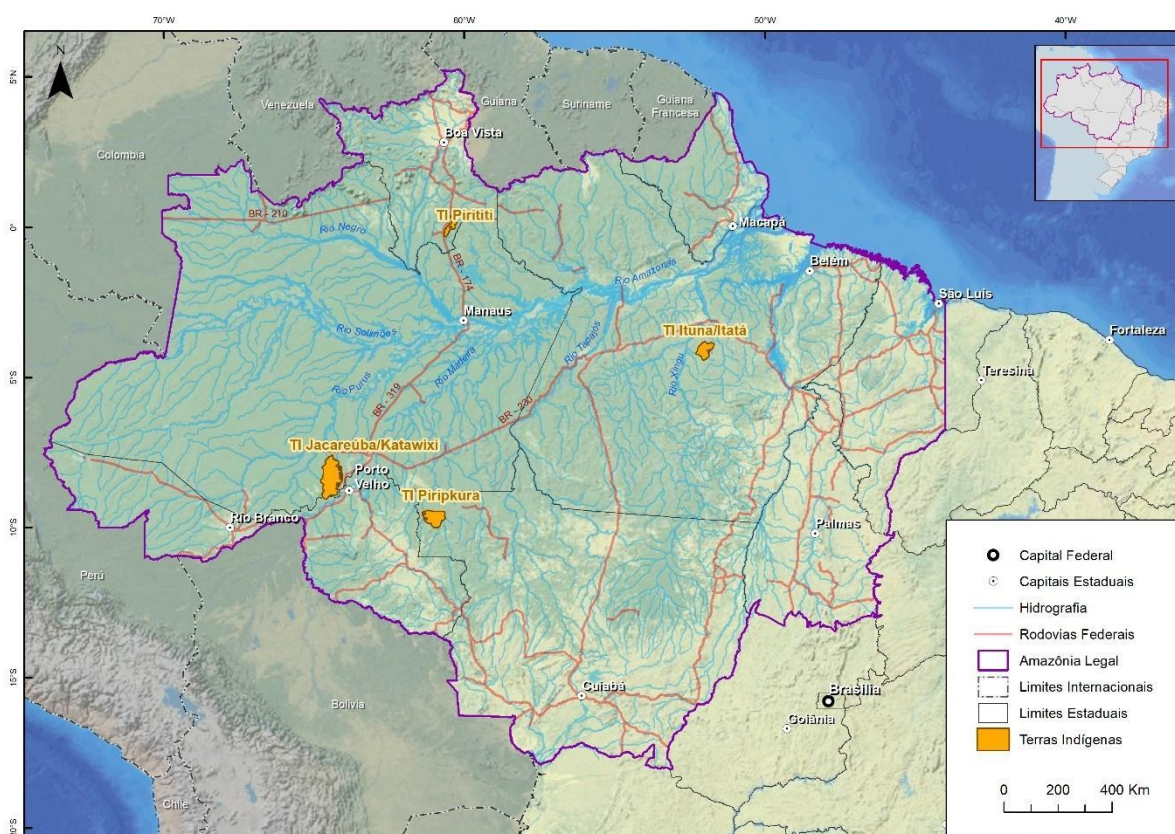 70°W
60°W
50°W
40°W
N
5°N
Venezuela
Guiana
Suriname
Guiana
Francesa
Colombia
Boa Vista
0°
BR - 210
TI Pirititi
Rio Negro
Macapá
BR - 174
Belém
Rio Amazonas
Manaus
São Luís
Rio Solimões
TI Ituna/Itatá
Fortaleza
Rio Tapajós
Rio Madeira
Rio Xingu
Teresina
5°S
Rio Purus
BR - 319
BR - 230
TI Jacareúba/Katawixi
Porto
Velho
TI Piripkura
Rio Branco
Palmas
10°S
Perú
Capital Federal
Capitais Estaduais
Hidrografia
Rodovias Federais
Amazônia Legal
Limites Internacionais
Limites Estaduais
Terras Indígenas
0 200 400 Km
15°S
Cuiabá
Brasília
Bolivia
Goiânia
Chile
20°S